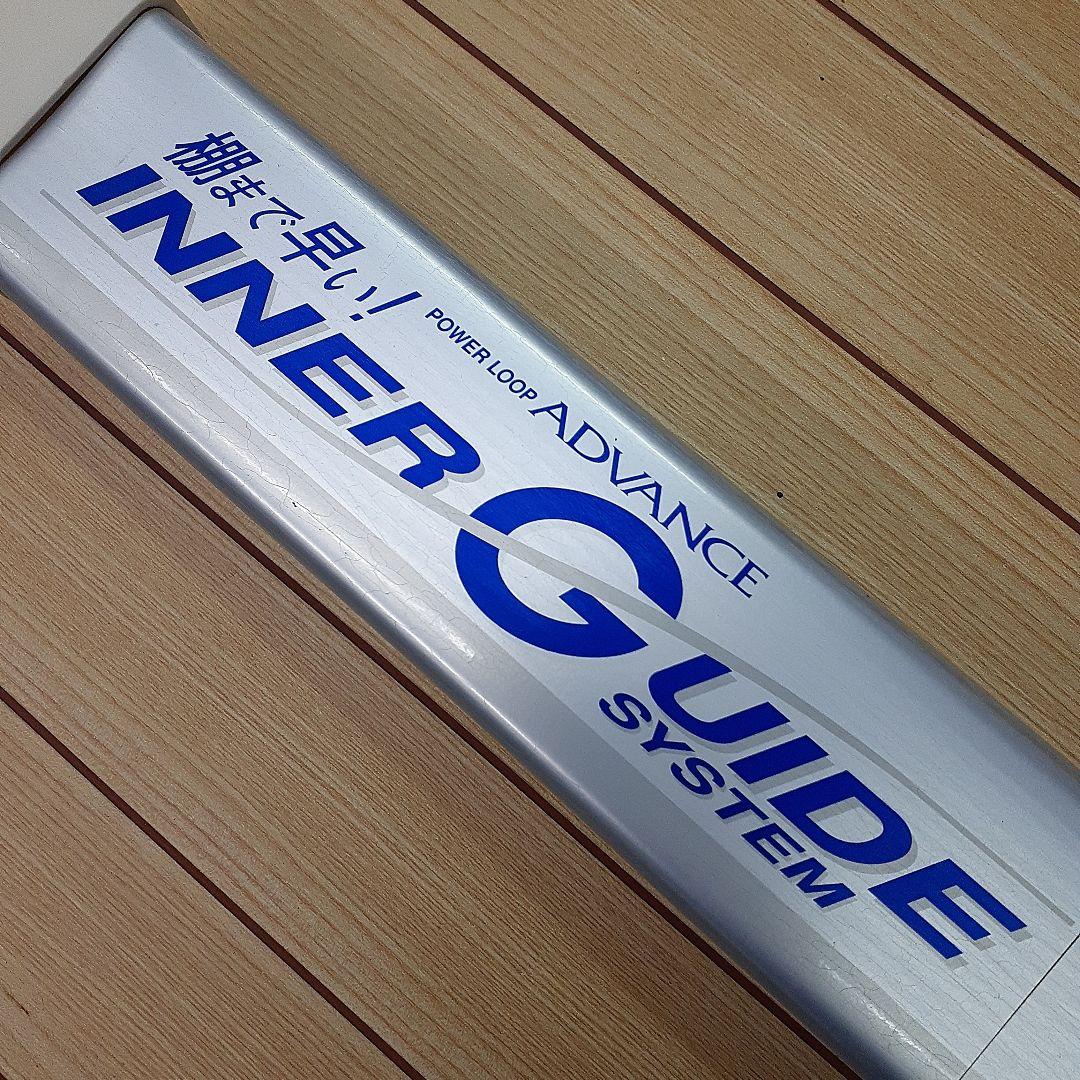 棚まで早い!
POWER LOOP ADVANCE
INNER GUIDE
SYSTEM